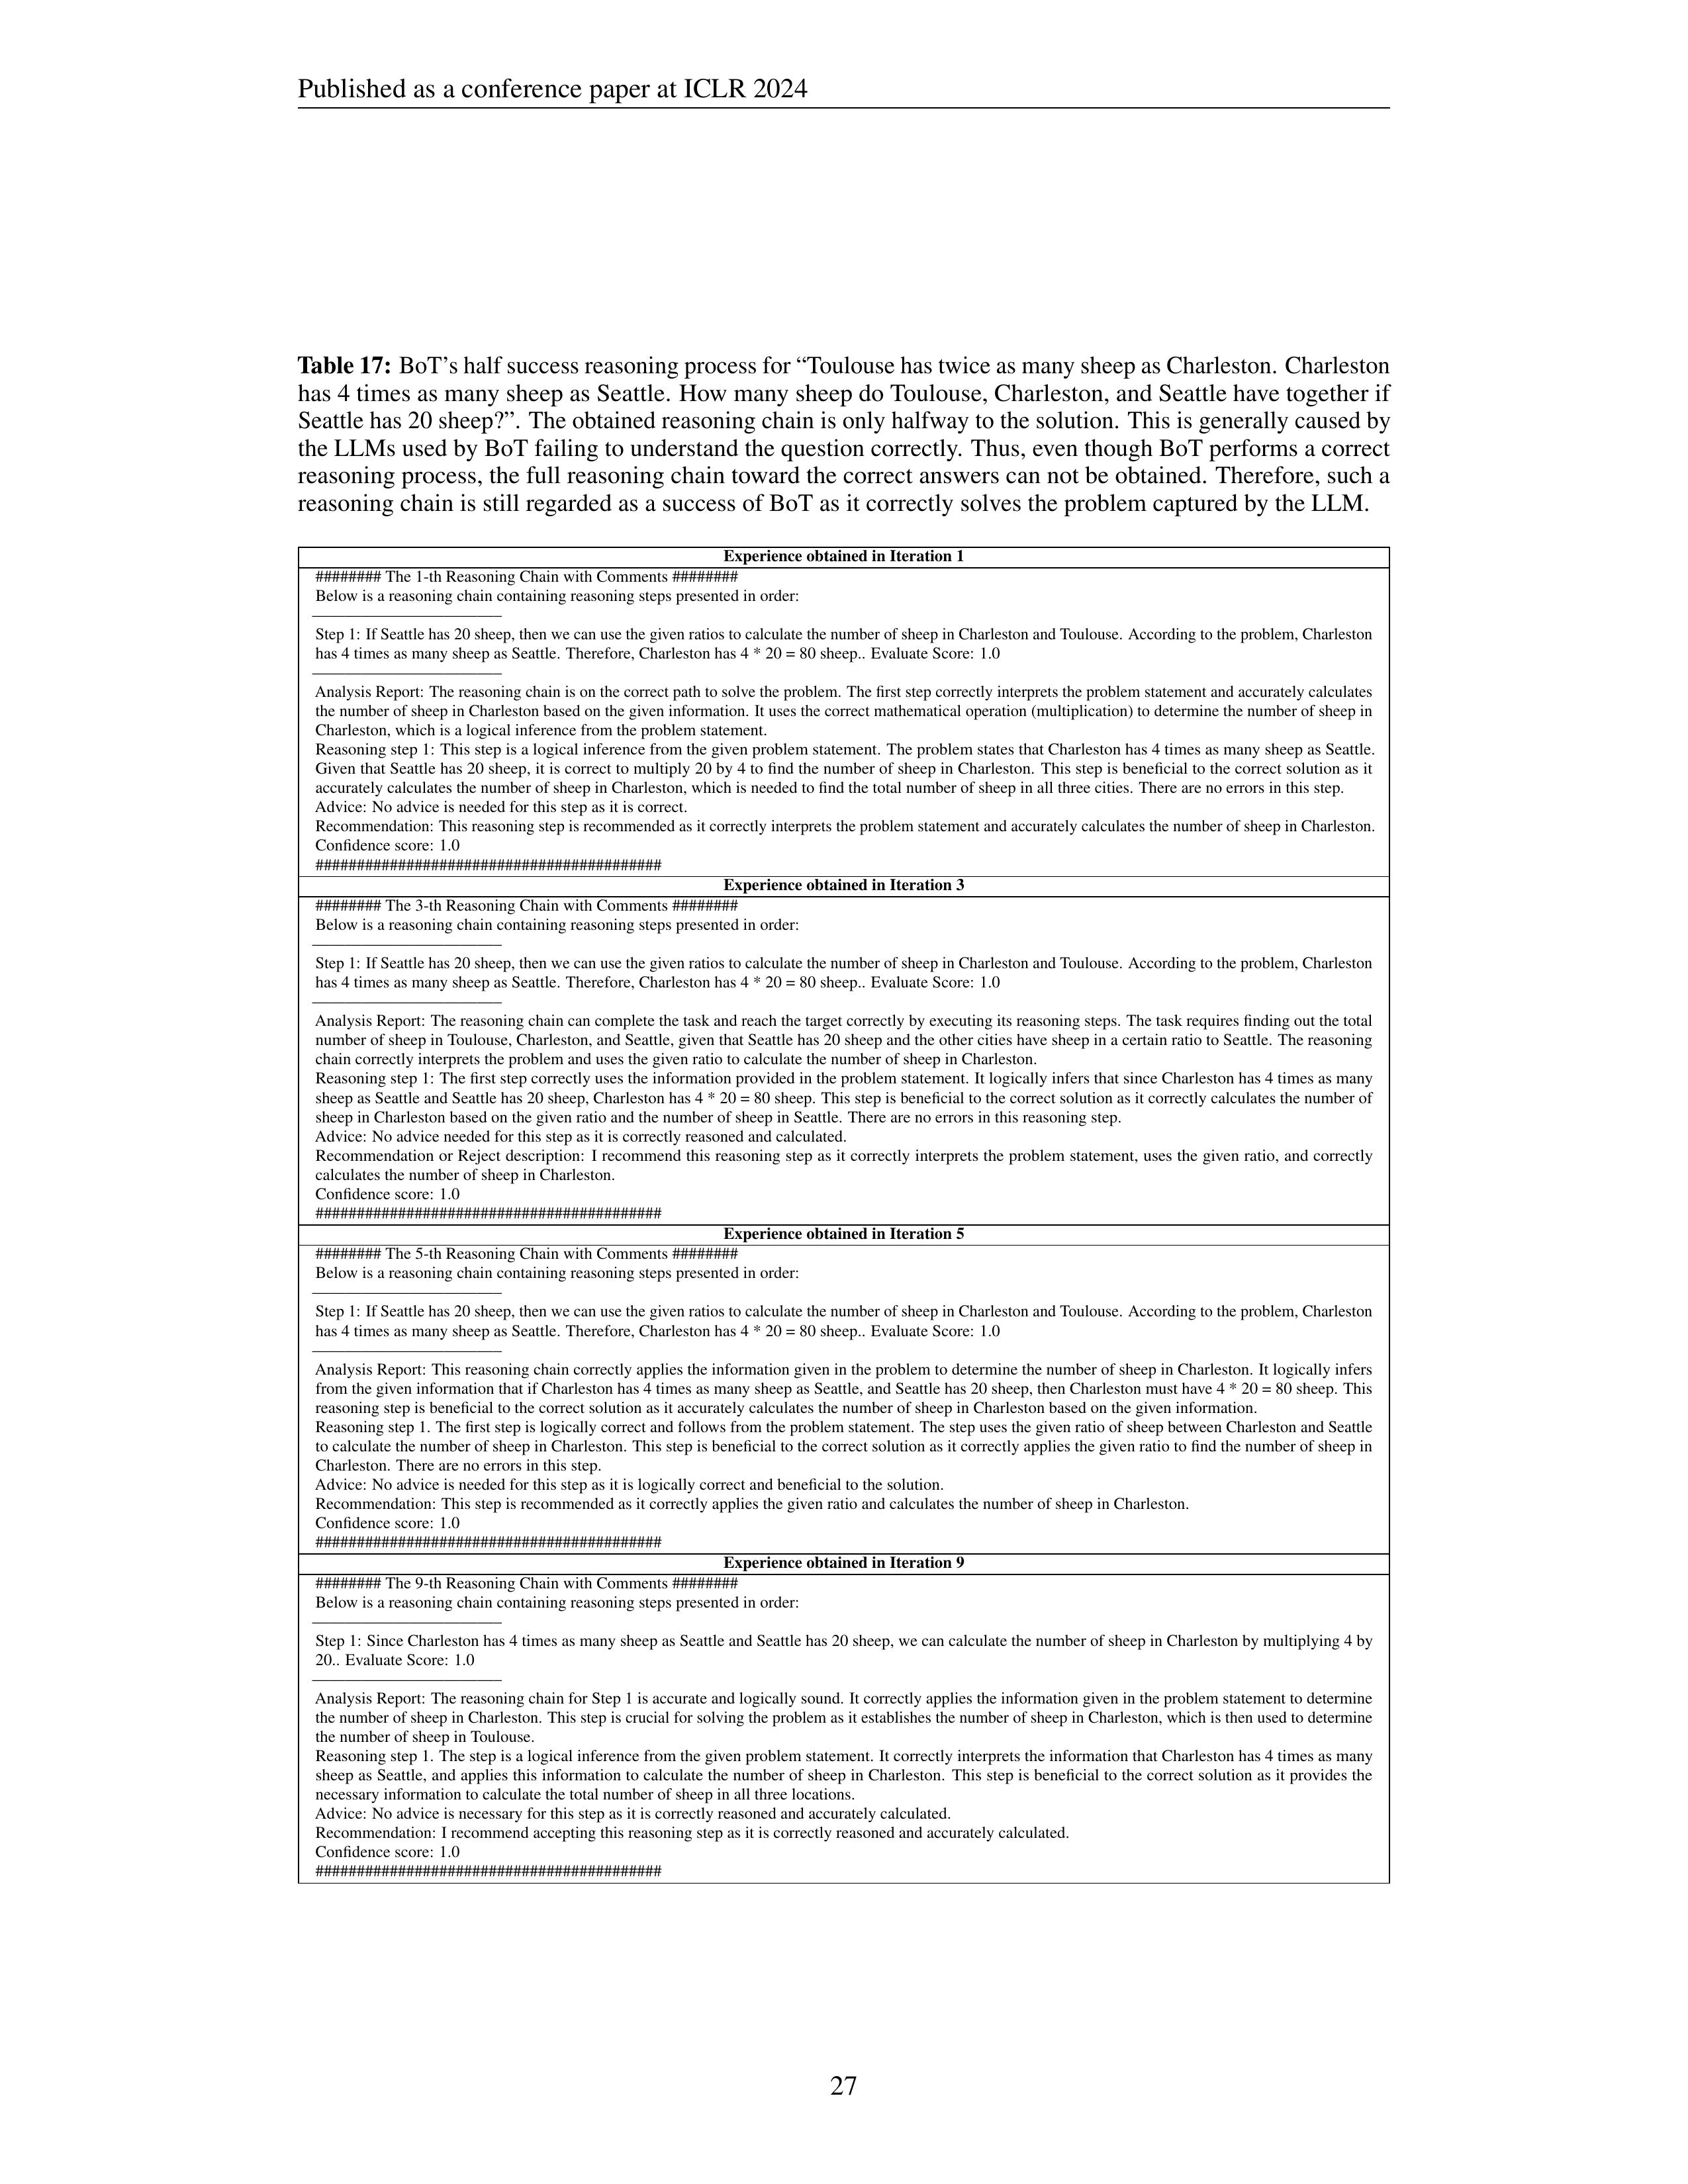 Published as a conference paper at ICLR 2024
Table 17: BoT’s half success reasoning process for “Toulouse has twice as many sheep as Charleston. Charleston
has 4 times as many sheep as Seattle. How many sheep do Toulouse, Charleston, and Seattle have together if
Seattle has 20 sheep?”. The obtained reasoning chain is only halfway to the solution. This is generally caused by
the LLMs used by BoT failing to understand the question correctly. Thus, even though BoT performs a correct
reasoning process, the full reasoning chain toward the correct answers can not be obtained. Therefore, such a
reasoning chain is still regarded as a success of BoT as it correctly solves the problem captured by the LLM.
Experience obtained in Iteration 1
######## The 1-th Reasoning Chain with Comments ########
Below is a reasoning chain containing reasoning steps presented in order:
Step 1: If Seattle has 20 sheep, then we can use the given ratios to calculate the number of sheep in Charleston and Toulouse. According to the problem, Charleston
has 4 times as many sheep as Seattle. Therefore, Charleston has 4 * 20 = 80 sheep.. Evaluate Score: 1.0
Analysis Report: The reasoning chain is on the correct path to solve the problem. The first step correctly interprets the problem statement and accurately calculates
the number of sheep in Charleston based on the given information. It uses the correct mathematical operation (multiplication) to determine the number of sheep in
Charleston, which is a logical inference from the problem statement.
Reasoning step 1: This step is a logical inference from the given problem statement. The problem states that Charleston has 4 times as many sheep as Seattle.
Given that Seattle has 20 sheep, it is correct to multiply 20 by 4 to find the number of sheep in Charleston. This step is beneficial to the correct solution as it
accurately calculates the number of sheep in Charleston, which is needed to find the total number of sheep in all three cities. There are no errors in this step.
Advice: No advice is needed for this step as it is correct.
Recommendation: This reasoning step is recommended as it correctly interprets the problem statement and accurately calculates the number of sheep in Charleston.
Confidence score: 1.0
##########################################
Experience obtained in Iteration 3
######## The 3-th Reasoning Chain with Comments ########
Below is a reasoning chain containing reasoning steps presented in order:
Step 1: If Seattle has 20 sheep, then we can use the given ratios to calculate the number of sheep in Charleston and Toulouse. According to the problem, Charleston
has 4 times as many sheep as Seattle. Therefore, Charleston has 4 * 20 = 80 sheep.. Evaluate Score: 1.0
Analysis Report: The reasoning chain can complete the task and reach the target correctly by executing its reasoning steps. The task requires finding out the total
number of sheep in Toulouse, Charleston, and Seattle, given that Seattle has 20 sheep and the other cities have sheep in a certain ratio to Seattle. The reasoning
chain correctly interprets the problem and uses the given ratio to calculate the number of sheep in Charleston.
Reasoning step 1: The first step correctly uses the information provided in the problem statement. It logically infers that since Charleston has 4 times as many
sheep as Seattle and Seattle has 20 sheep, Charleston has 4 * 20 = 80 sheep. This step is beneficial to the correct solution as it correctly calculates the number of
sheep in Charleston based on the given ratio and the number of sheep in Seattle. There are no errors in this reasoning step.
Advice: No advice needed for this step as it is correctly reasoned and calculated.
Recommendation or Reject description: I recommend this reasoning step as it correctly interprets the problem statement, uses the given ratio, and correctly
calculates the number of sheep in Charleston.
Confidence score: 1.0
##########################################
Experience obtained in Iteration 5
######## The 5-th Reasoning Chain with Comments ########
Below is a reasoning chain containing reasoning steps presented in order:
Step 1: If Seattle has 20 sheep, then we can use the given ratios to calculate the number of sheep in Charleston and Toulouse. According to the problem, Charleston
has 4 times as many sheep as Seattle. Therefore, Charleston has 4 * 20 = 80 sheep.. Evaluate Score: 1.0
Analysis Report: This reasoning chain correctly applies the information given in the problem to determine the number of sheep in Charleston. It logically infers
from the given information that if Charleston has 4 times as many sheep as Seattle, and Seattle has 20 sheep, then Charleston must have 4 * 20 = 80 sheep. This
reasoning step is beneficial to the correct solution as it accurately calculates the number of sheep in Charleston based on the given information.
Reasoning step 1. The first step is logically correct and follows from the problem statement. The step uses the given ratio of sheep between Charleston and Seattle
to calculate the number of sheep in Charleston. This step is beneficial to the correct solution as it correctly applies the given ratio to find the number of sheep in
Charleston. There are no errors in this step.
Advice: No advice is needed for this step as it is logically correct and beneficial to the solution.
Recommendation: This step is recommended as it correctly applies the given ratio and calculates the number of sheep in Charleston.
Confidence score: 1.0
##########################################
Experience obtained in Iteration 9
######## The 9-th Reasoning Chain with Comments ########
Below is a reasoning chain containing reasoning steps presented in order:
Step 1: Since Charleston has 4 times as many sheep as Seattle and Seattle has 20 sheep, we can calculate the number of sheep in Charleston by multiplying 4 by
20.. Evaluate Score: 1.0
Analysis Report: The reasoning chain for Step 1 is accurate and logically sound. It correctly applies the information given in the problem statement to determine
the number of sheep in Charleston. This step is crucial for solving the problem as it establishes the number of sheep in Charleston, which is then used to determine
the number of sheep in Toulouse.
Reasoning step 1. The step is a logical inference from the given problem statement. It correctly interprets the information that Charleston has 4 times as many
sheep as Seattle, and applies this information to calculate the number of sheep in Charleston. This step is beneficial to the correct solution as it provides the
necessary information to calculate the total number of sheep in all three locations.
Advice: No advice is necessary for this step as it is correctly reasoned and accurately calculated.
Recommendation: I recommend accepting this reasoning step as it is correctly reasoned and accurately calculated.
Confidence score: 1.0
##########################################
27